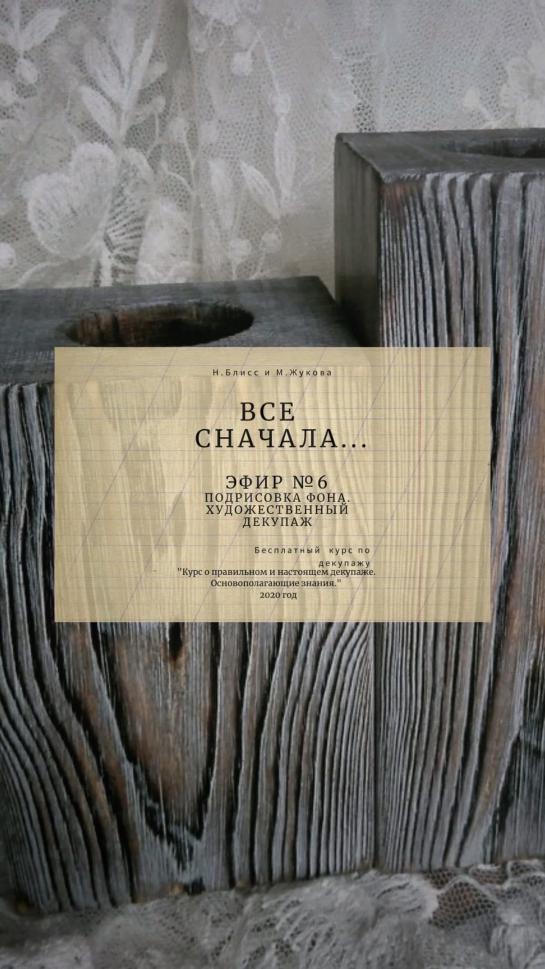 Н.Блисс и М.Жукова
ВСЕ
СНАЧАЛА...
ЭФИР №6
ПОДРИСОВКА ФОНА.
ХУДОЖЕСТВЕННЫЙ
ДЕКУПАЖ
Бесплатный курс по
декупажу
"Курс о правильном и настоящем декупаже.
Основополагающие знания."
2020 год